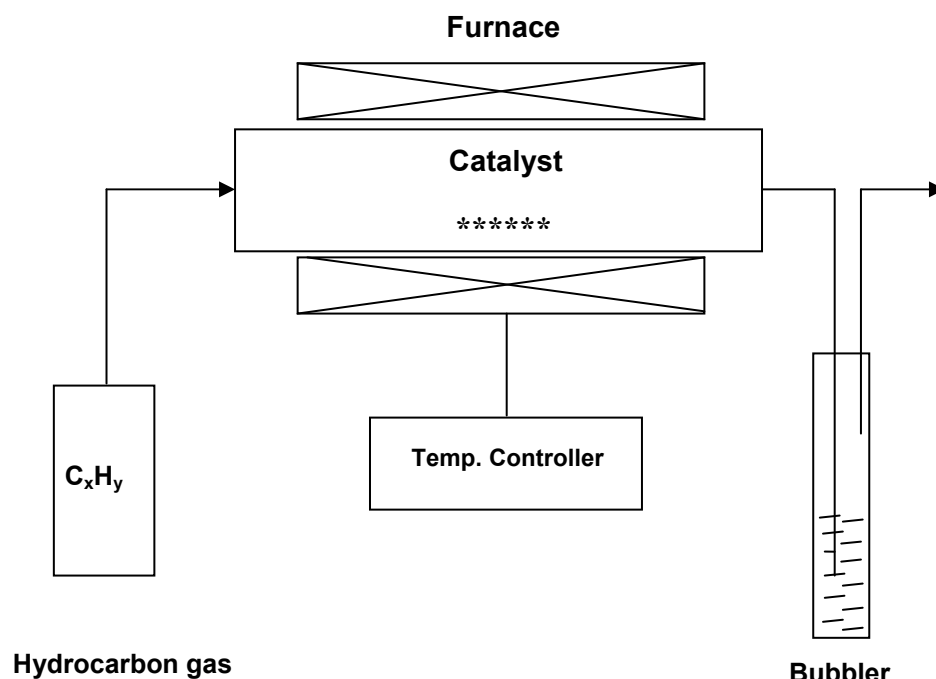 Furnace
Catalyst
******
CxHy
Temp. Controller
Hydrocarbon gas
Bubbler